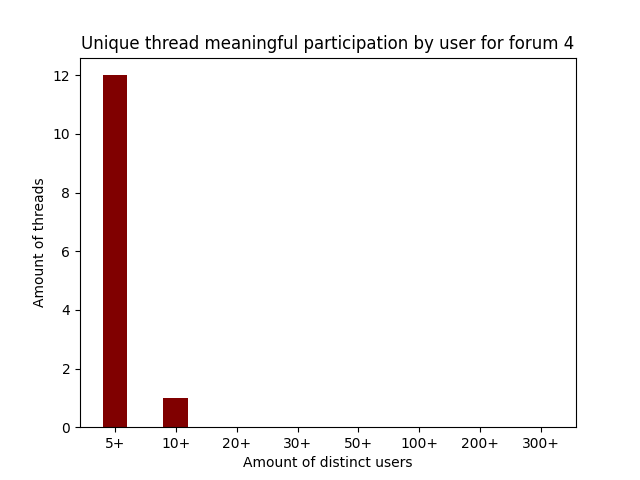 Unique thread meaningful participation by user for forum 4
Amount of threads
12
10
8
6
4
2
0
5+ 10+ 20+ 30+ 50+ 100+ 200+ 300+
Amount of distinct users